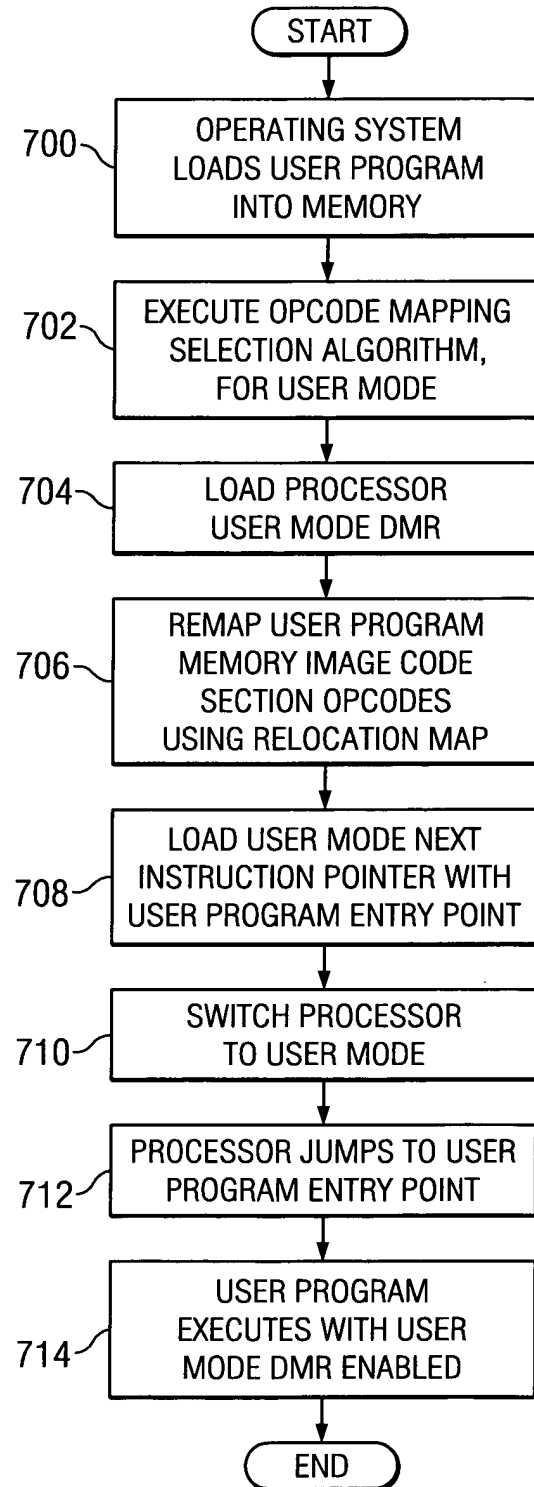 START
700
OPERATING SYSTEM
LOADS USER PROGRAM
INTO MEMORY
702
EXECUTE OPCODE MAPPING
SELECTION ALGORITHM,
FOR USER MODE
704
LOAD PROCESSOR
USER MODE DMR
706
REMAP USER PROGRAM
MEMORY IMAGE CODE
SECTION OPCODES
USING RELOCATION MAP
708
LOAD USER MODE NEXT
INSTRUCTION POINTER WITH
USER PROGRAM ENTRY POINT
710
SWITCH PROCESSOR
TO USER MODE
712
PROCESSOR JUMPS TO USER
PROGRAM ENTRY POINT
714
USER PROGRAM
EXECUTES WITH USER
MODE DMR ENABLED
END